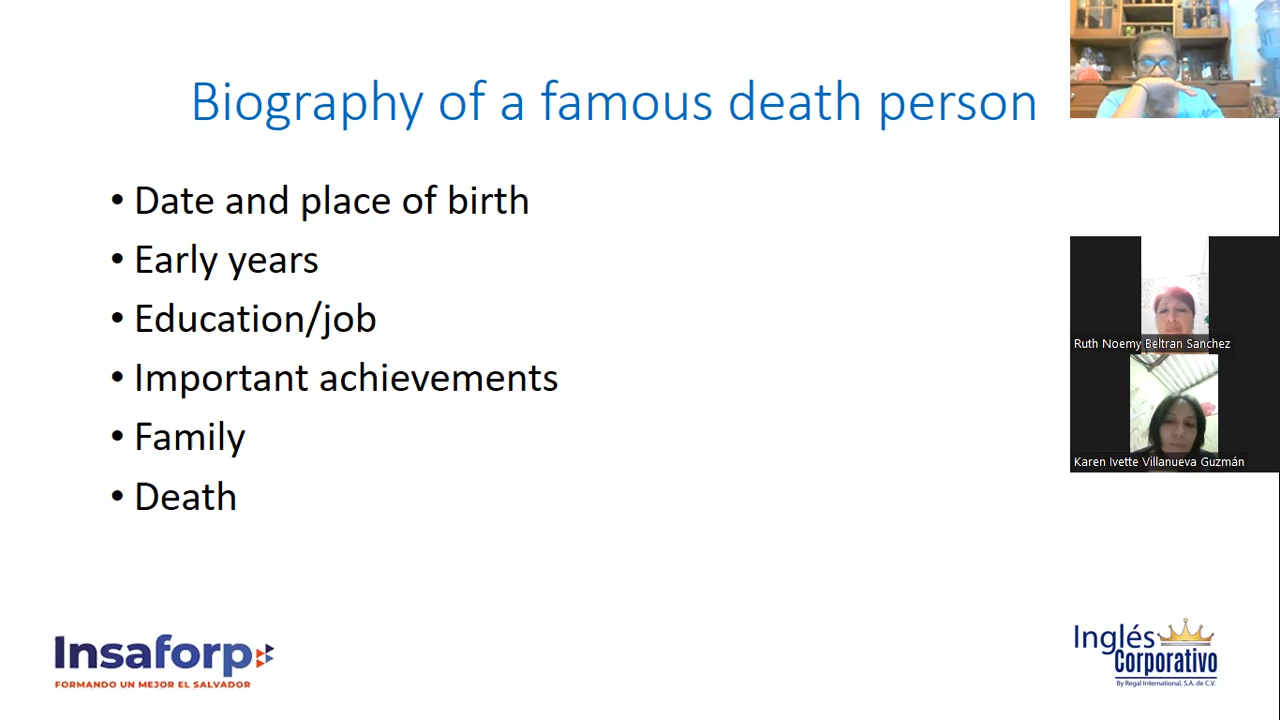 Biography of a famous death person
• Date and place of birth
• Early years
• Education/job
• Important achievements
• Family
• Death
Ruth Noemy Beltran Sanchez
Karen Ivette Villanueva Guzmán
Insaforp
FORMANDO UN MEJOR EL SALVADOR
Inglés
Corporativo
By Regal International, S.A. de C.V.